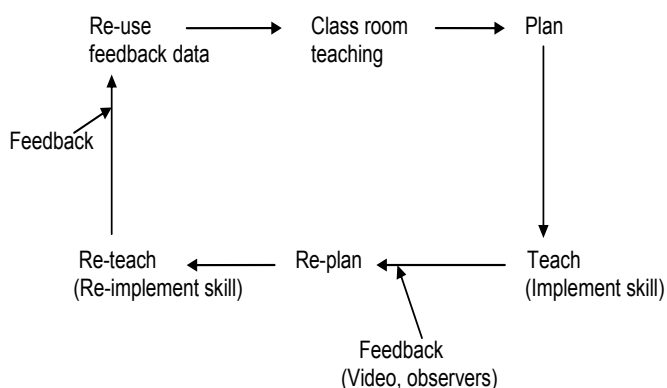 Re-use
feedback data
Class room
teaching
Plan
Feedback
Re-teach
(Re-implement skill)
Re-plan
Teach
(Implement skill)
Feedback
(Video, observers)